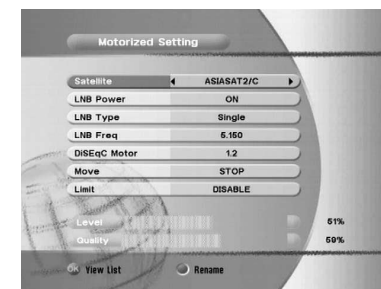 Motorized Setting
Satellite ASIASAT2/C
LNB Power ON
LNB Type Single
LNB Freq 5.150
DiSEqC Motor 1.2
Move STOP
Limit DISABLE
Level 51%
Quality 59%
OK View List Rename